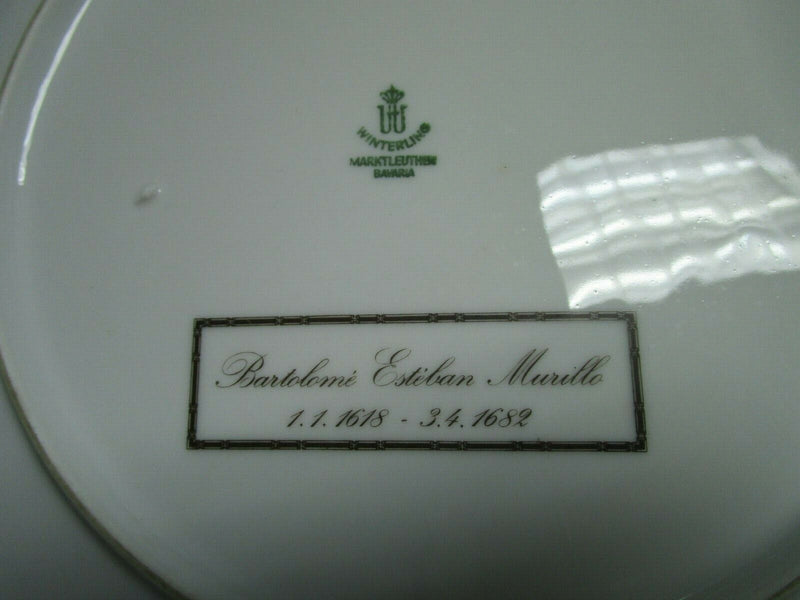 WINTERLING
MARKTLEUTHEN
BAVARIA
Bartolomé Estéban Murillo
1.1.1618 - 3.4.1682